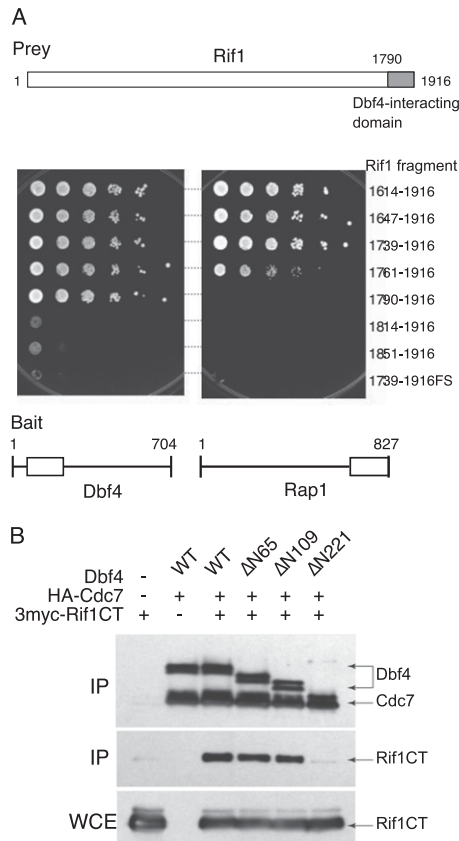 A
Prey
Rif1
1790
1
1916
Dbf4-interacting
domain
Rif1 fragment
1614-1916
1647-1916
1739-1916
1761-1916
1790-1916
1814-1916
1851-1916
1739-1916FS
Bait
1 704 1 827
Dbf4 Rap1
B
Dbf4 - WT WT ΔN65 ΔN109 ΔN221
HA-Cdc7 - + + + + +
3myc-Rif1CT + - + + + +
IP
Dbf4
Cdc7
IP
Rif1CT
WCE
Rif1CT